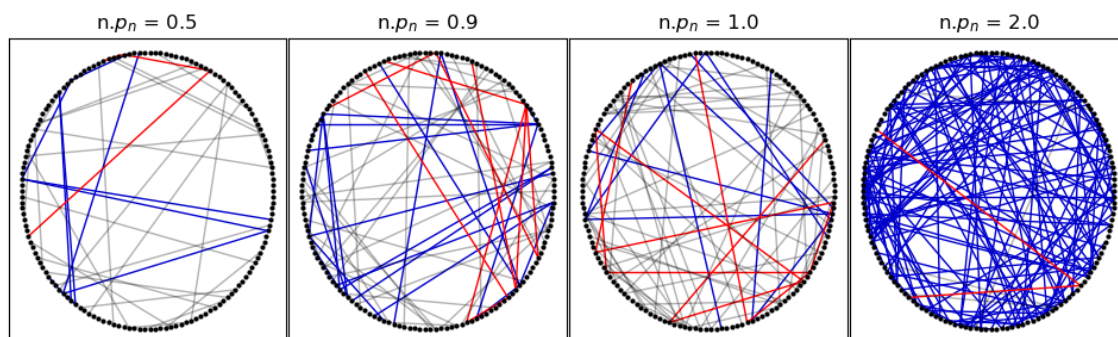 n.pₙ = 0.5
n.pₙ = 0.9
n.pₙ = 1.0
n.pₙ = 2.0